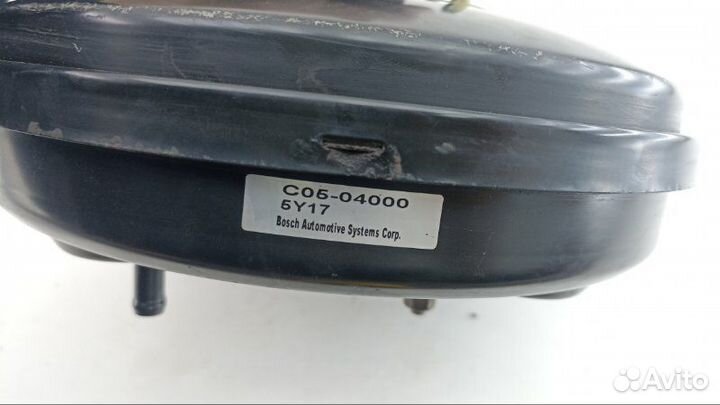 C05-04000
5Y17
Bosch Automotive Systems Corp.
Avito